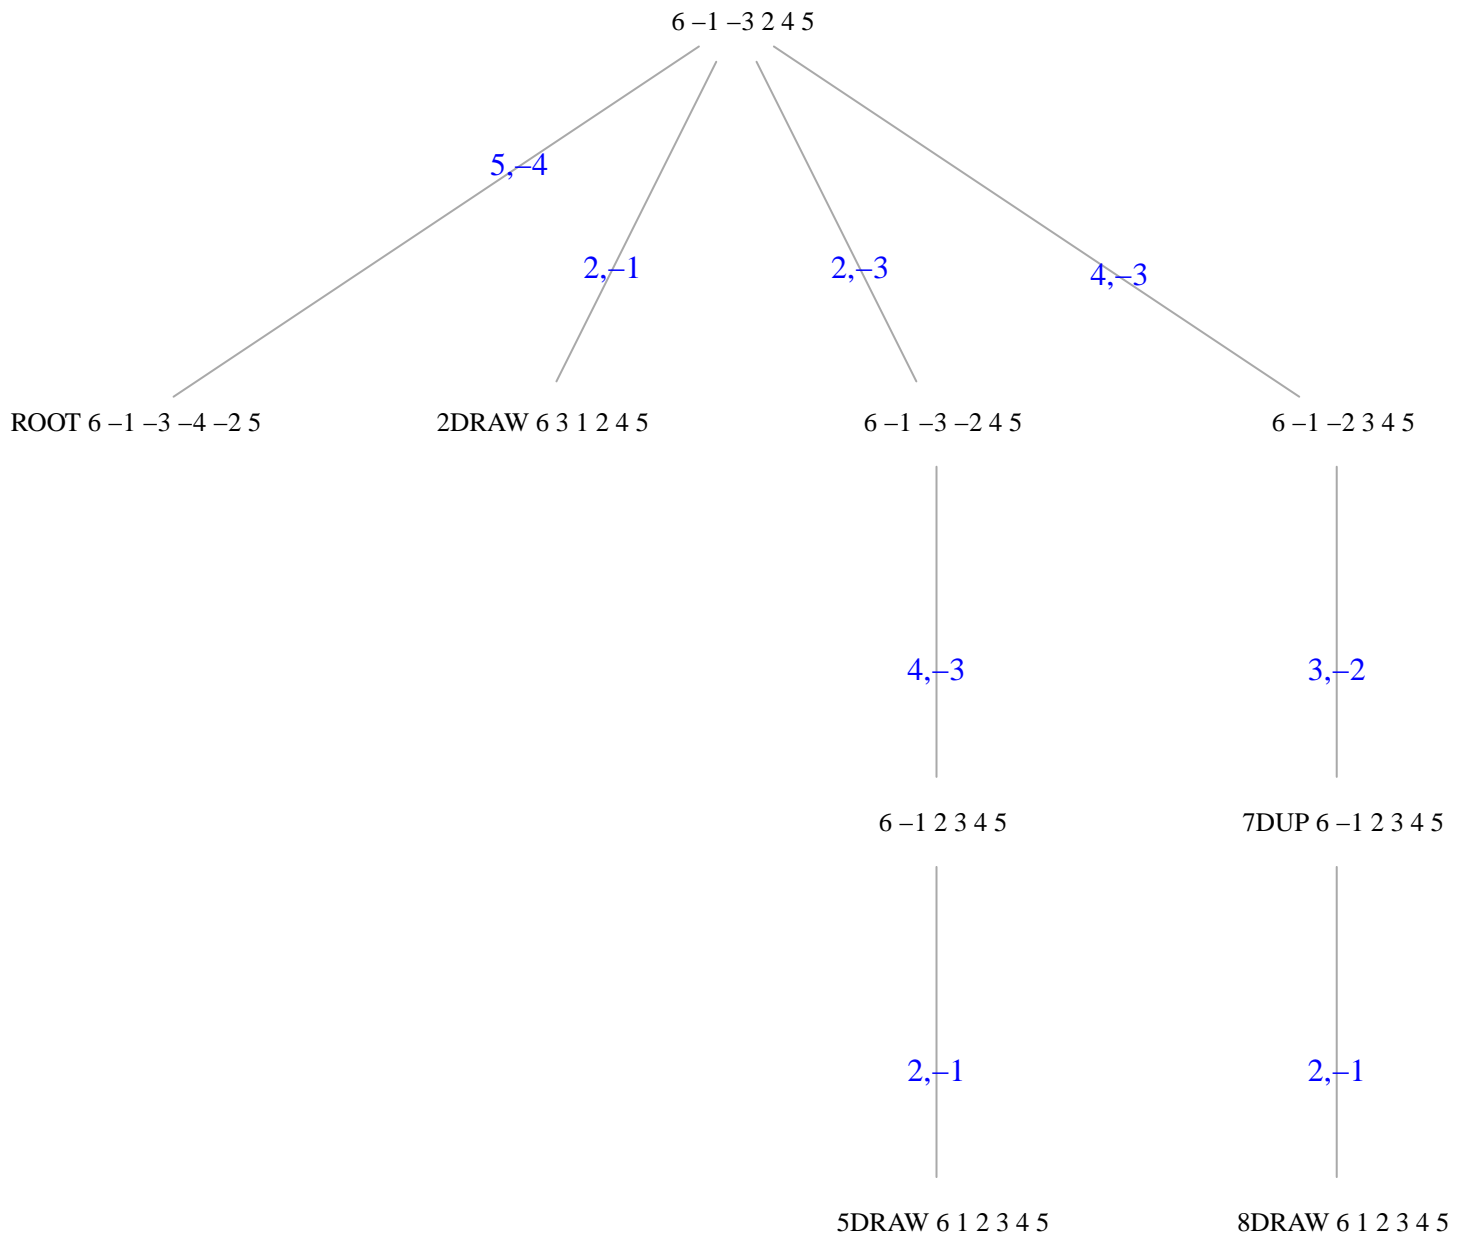 6 –1 –3 2 4 5
5,–4
2,–1
2,–3
4,–3
ROOT 6 –1 –3 –4 –2 5
2DRAW 6 3 1 2 4 5
6 –1 –3 –2 4 5
6 –1 –2 3 4 5
4,–3
3,–2
6 –1 2 3 4 5
7DUP 6 –1 2 3 4 5
2,–1
2,–1
5DRAW 6 1 2 3 4 5
8DRAW 6 1 2 3 4 5